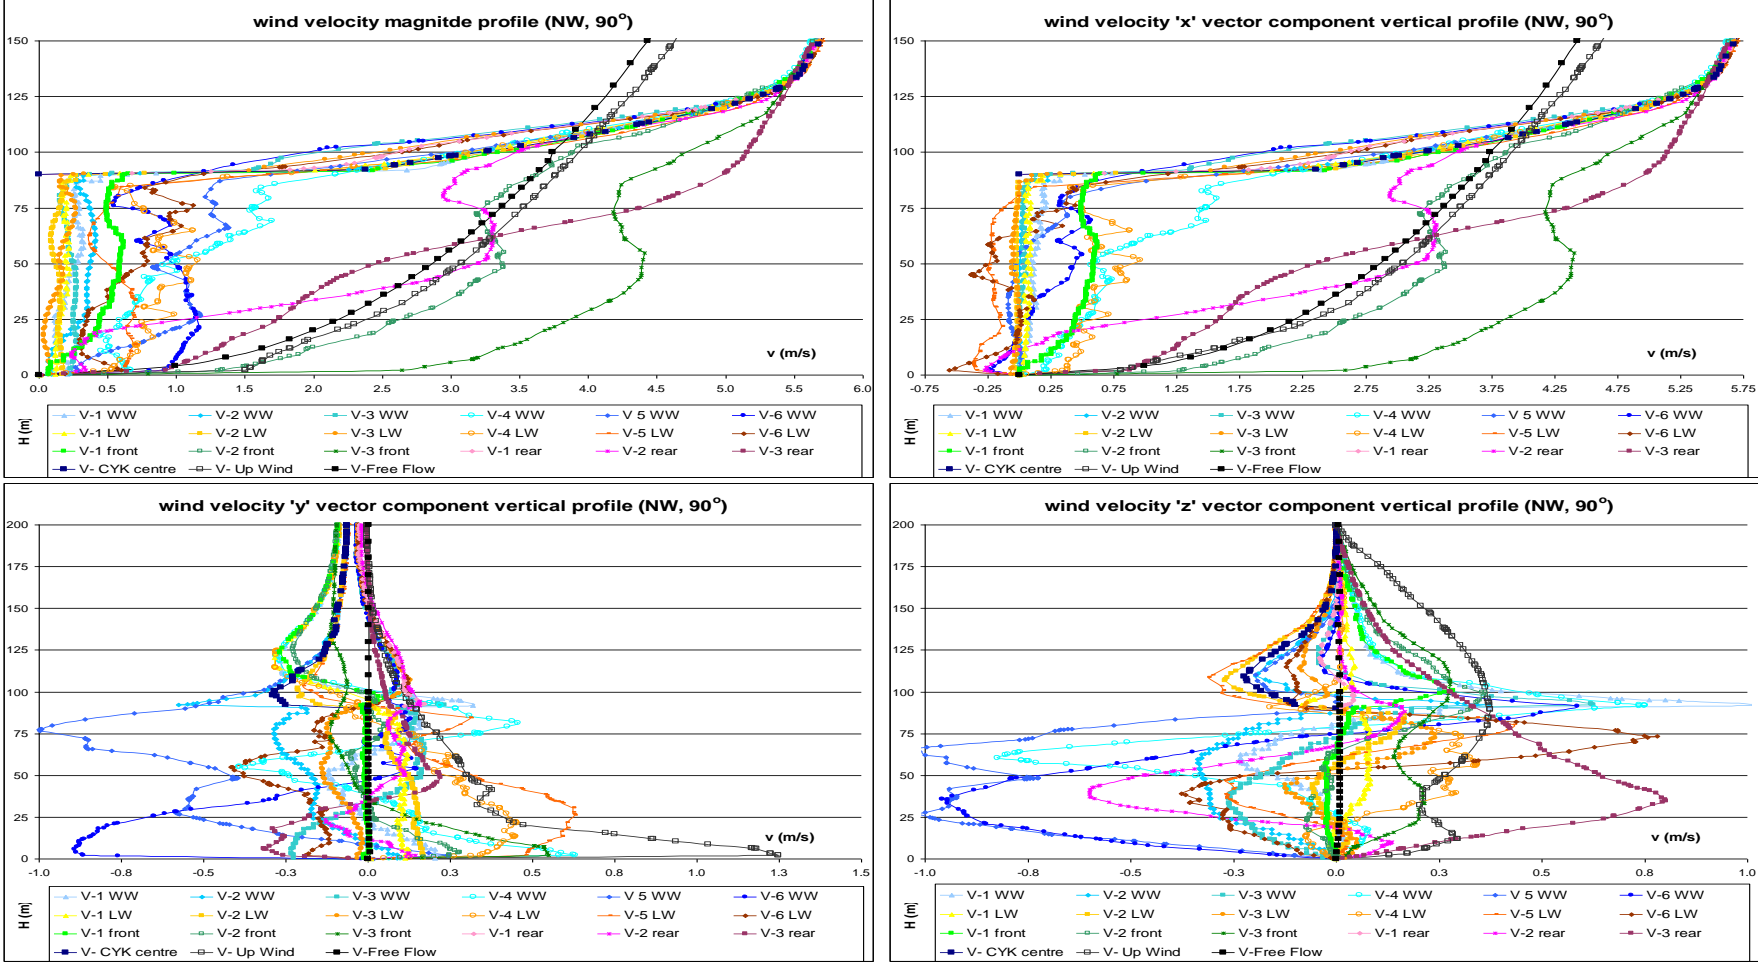 wind velocity magnitde profile (NW, 90°)
150
125
100
75
50
25
0
0.0 0.5 1.0 1.5 2.0 2.5 3.0 3.5 4.0 4.5 5.0 5.5 6.0
v (m/s)
H (m)
V-1 WW V-2 WW V-3 WW V-4 WW V 5 WW V-6 WW
V-1 LW V-2 LW V-3 LW V-4 LW V-5 LW V-6 LW
V-1 front V-2 front V-3 front V-1 rear V-2 rear V-3 rear
V- CYK centre V- Up Wind V-Free Flow
wind velocity 'x' vector component vertical profile (NW, 90°)
150
125
100
75
50
25
0
-0.75 -0.25 0.25 0.75 1.25 1.75 2.25 2.75 3.25 3.75 4.25 4.75 5.25 5.75
v (m/s)
H (m)
V-1 WW V-2 WW V-3 WW V-4 WW V 5 WW V-6 WW
V-1 LW V-2 LW V-3 LW V-4 LW V-5 LW V-6 LW
V-1 front V-2 front V-3 front V-1 rear V-2 rear V-3 rear
V- CYK centre V- Up Wind V-Free Flow
wind velocity 'y' vector component vertical profile (NW, 90°)
200
175
150
125
100
75
50
25
0
-1.0 -0.8 -0.5 -0.3 0.0 0.3 0.5 0.8 1.0 1.3 1.5
v (m/s)
H (m)
V-1 WW V-2 WW V-3 WW V-4 WW V 5 WW V-6 WW
V-1 LW V-2 LW V-3 LW V-4 LW V-5 LW V-6 LW
V-1 front V-2 front V-3 front V-1 rear V-2 rear V-3 rear
V- CYK centre V- Up Wind V-Free Flow
wind velocity 'z' vector component vertical profile (NW, 90°)
200
175
150
125
100
75
50
25
0
-1.0 -0.8 -0.5 -0.3 0.0 0.3 0.5 0.8 1.0
v (m/s)
H (m)
V-1 WW V-2 WW V-3 WW V-4 WW V 5 WW V-6 WW
V-1 LW V-2 LW V-3 LW V-4 LW V-5 LW V-6 LW
V-1 front V-2 front V-3 front V-1 rear V-2 rear V-3 rear
V- CYK centre V- Up Wind V-Free Flow